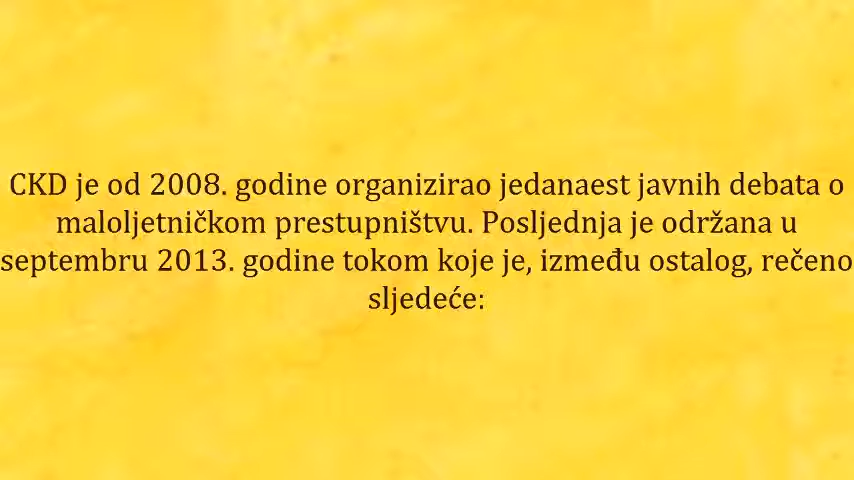 CKD je od 2008. godine organizirao jedanaest javnih debata o
maloljetničkom prestupništvu. Posljednja je održana u
septembru 2013. godine tokom koje je, između ostalog, rečeno
sljedeće: